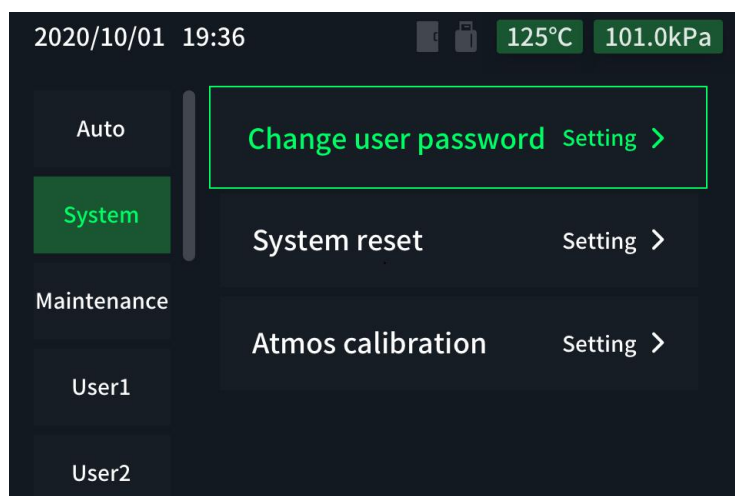 2020/10/01 19:36 125°C 101.0kPa
Auto
System
Maintenance
User1
User2
Change user password Setting >
System reset Setting >
Atmos calibration Setting >